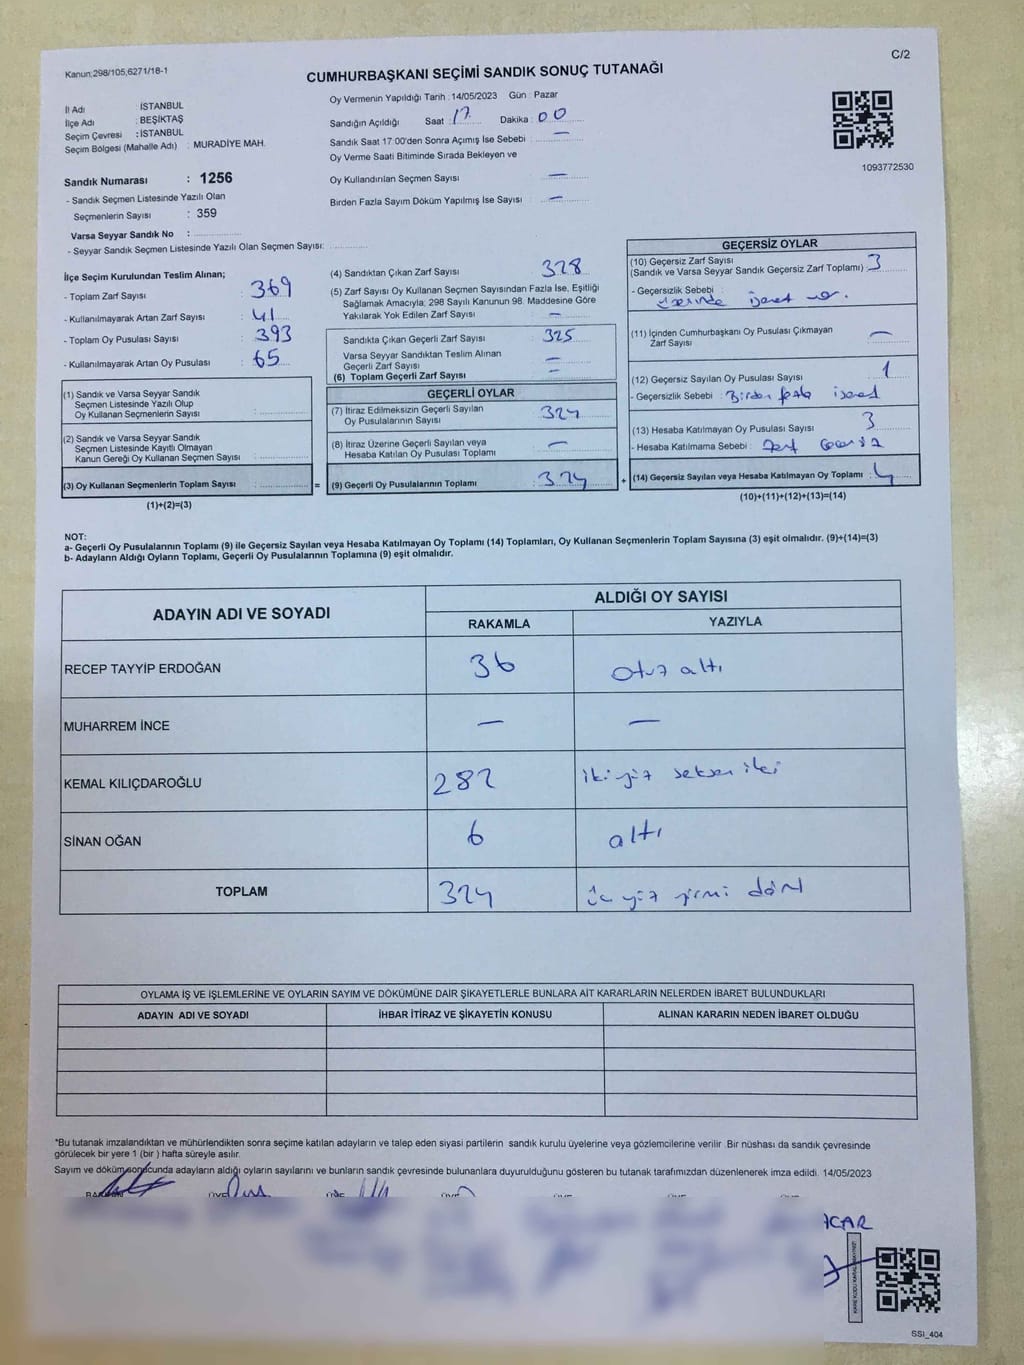 Kanun:298/105,6271/18-1
C/2
CUMHURBAŞKANI SEÇİMİ SANDIK SONUÇ TUTANAĞI
İl Adı : İSTANBUL
İlçe Adı : BEŞİKTAŞ
Seçim Çevresi : İSTANBUL
Seçim Bölgesi (Mahalle Adı) : MURADİYE MAH.
Sandık Numarası : 1256
- Sandık Seçmen Listesinde Yazılı Olan
Seçmenlerin Sayısı : 359
Varsa Seyyar Sandık No :
- Seyyar Sandık Seçmen Listesinde Yazılı Olan Seçmen Sayısı:
Oy Vermenin Yapıldığı Tarih : 14/05/2023 Gün : Pazar
Sandığın Açıldığı Saat : 17 Dakika : 00
Sandık Saat 17:00'den Sonra Açımış İse Sebebi : —
Oy Verme Saati Bitiminde Sırada Bekleyen ve
Oy Kullandırılan Seçmen Sayısı : —
Birden Fazla Sayım Döküm Yapılmış İse Sayısı : —
1093772530
İlçe Seçim Kurulundan Teslim Alınan;
- Toplam Zarf Sayısı : 369
- Kullanılmayarak Artan Zarf Sayısı : 41
- Toplam Oy Pusulası Sayısı : 393
- Kullanılmayarak Artan Oy Pusulası : 65
(1) Sandık ve Varsa Seyyar Sandık
Seçmen Listesinde Yazılı Olup
Oy Kullanan Seçmenlerin Sayısı :
(2) Sandık ve Varsa Seyyar Sandık
Seçmen Listesinde Kayıtlı Olmayan
Kanun Gereği Oy Kullanan Seçmen Sayısı :
(3) Oy Kullanan Seçmenlerin Toplam Sayısı :
=
(1)+(2)=(3)
(4) Sandıktan Çıkan Zarf Sayısı : 328
(5) Zarf Sayısı Oy Kullanan Seçmen Sayısından Fazla İse, Eşitliği
Sağlamak Amacıyla; 298 Sayılı Kanunun 98. Maddesine Göre
Yakılarak Yok Edilen Zarf Sayısı : —
Sandıkta Çıkan Geçerli Zarf Sayısı : 325
Varsa Seyyar Sandıktan Teslim Alınan
Geçerli Zarf Sayısı : —
(6) Toplam Geçerli Zarf Sayısı : —
GEÇERLİ OYLAR
(7) İtiraz Edilmeksizin Geçerli Sayılan
Oy Pusulalarının Sayısı : 324
(8) İtiraz Üzerine Geçerli Sayılan veya
Hesaba Katılan Oy Pusulası Toplamı : —
(9) Geçerli Oy Pusulalarının Toplamı : 324
+
GEÇERSİZ OYLAR
(10) Geçersiz Zarf Sayısı
(Sandık ve Varsa Seyyar Sandık Geçersiz Zarf Toplamı) : 3
- Geçersizlik Sebebi
: üzerinde işaret var.
(11) İçinden Cumhurbaşkanı Oy Pusulası Çıkmayan
Zarf Sayısı : —
(12) Geçersiz Sayılan Oy Pusulası Sayısı : 1
- Geçersizlik Sebebi : Birden fazla işaret
(13) Hesaba Katılmayan Oy Pusulası Sayısı : 3
- Hesaba Katılmama Sebebi : Zarf Geçersiz
(14) Geçersiz Sayılan veya Hesaba Katılmayan Oy Toplamı : 4
(10)+(11)+(12)+(13)=(14)
NOT:
a- Geçerli Oy Pusulalarının Toplamı (9) ile Geçersiz Sayılan veya Hesaba Katılmayan Oy Toplamı (14) Toplamları, Oy Kullanan Seçmenlerin Toplam Sayısına (3) eşit olmalıdır. (9)+(14)=(3)
b- Adayların Aldığı Oyların Toplamı, Geçerli Oy Pusulalarının Toplamına (9) eşit olmalıdır.
ADAYIN ADI VE SOYADI
ALDIĞI OY SAYISI
RAKAMLA YAZIYLA
RECEP TAYYİP ERDOĞAN 36 otuz altı
MUHARREM İNCE — —
KEMAL KILIÇDAROĞLU 282 iki yüz seksen iki
SİNAN OĞAN 6 altı
TOPLAM 324 üç yüz yirmi dört
OYLAMA İŞ VE İŞLEMLERİNE VE OYLARIN SAYIM VE DÖKÜMÜNE DAİR ŞİKAYETLERLE BUNLARA AİT KARARLARIN NELERDEN İBARET BULUNDUKLARI
ADAYIN ADI VE SOYADI İHBAR İTİRAZ VE ŞİKAYETİN KONUSU ALINAN KARARIN NEDEN İBARET OLDUĞU
*Bu tutanak imzalandıktan ve mühürlendikten sonra seçime katılan adayların ve talep eden siyasi partilerin sandık kurulu üyelerine veya gözlemcilerine verilir .Bir nüshası da sandık çevresinde
görülecek bir yere 1 (bir ) hafta süreyle asılır.
Sayım ve döküm sonucunda adayların aldığı oyların sayılarını ve bunların sandık çevresinde bulunanlara duyurulduğunu gösteren bu tutanak tarafımızdan düzenlenerek imza edildi. 14/05/2023
ACAR
SSI_404